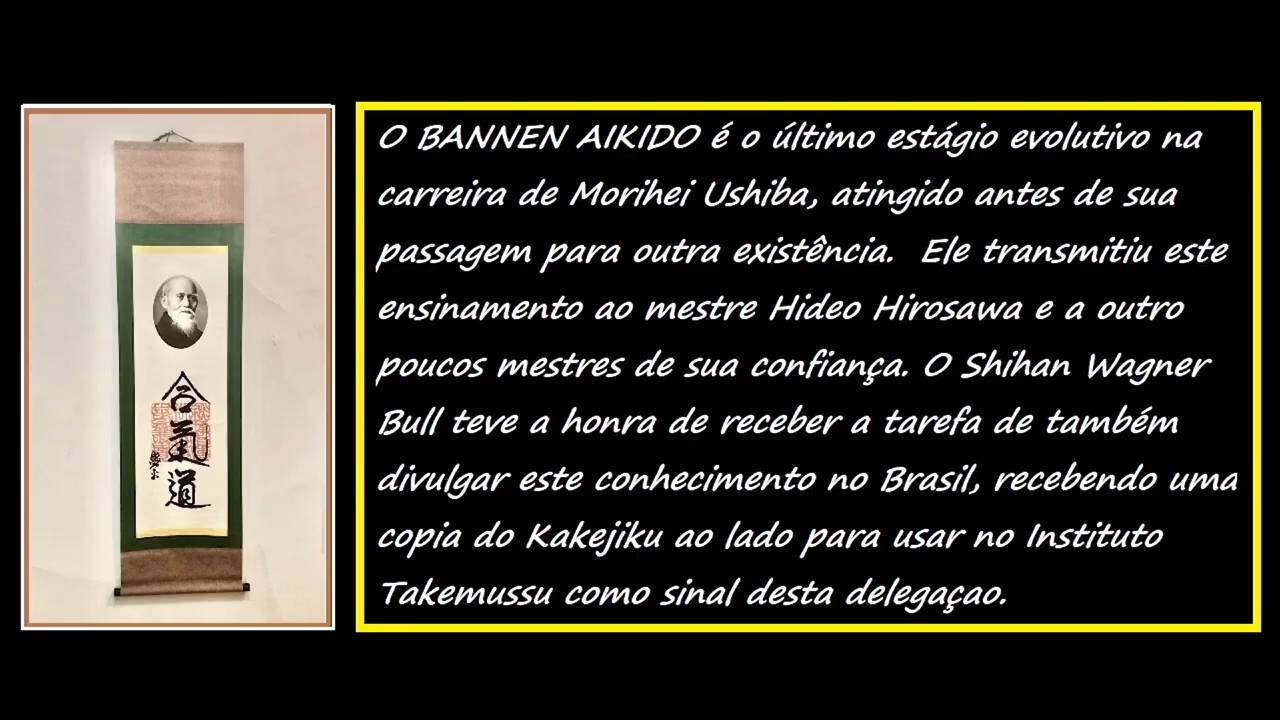 合
氣
道
O BANNEN AIKIDO é o último estágio evolutivo na
carreira de Morihei Ushiba, atingido antes de sua
passagem para outra existência. Ele transmitiu este
ensinamento ao mestre Hideo Hirosawa e a outro
poucos mestres de sua confiança. O Shihan Wagner
Bull teve a honra de receber a tarefa de também
divulgar este conhecimento no Brasil, recebendo uma
copia do Kakejiku ao lado para usar no Instituto
Takemussu como sinal desta delegaçao.